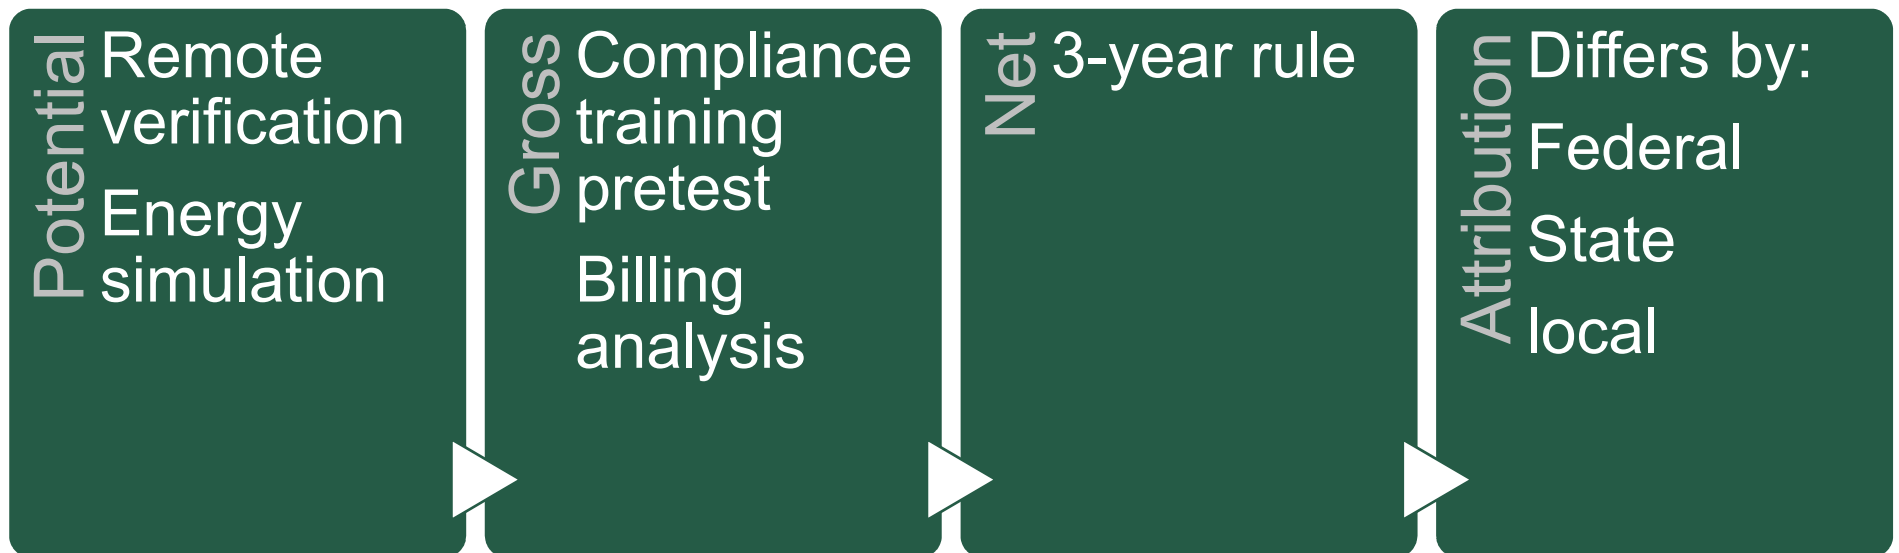 Potential
Remote
verification
Energy
simulation
Gross
Compliance
training
pretest
Billing
analysis
Net
3-year rule
Attribution
Differs by:
Federal
State
local